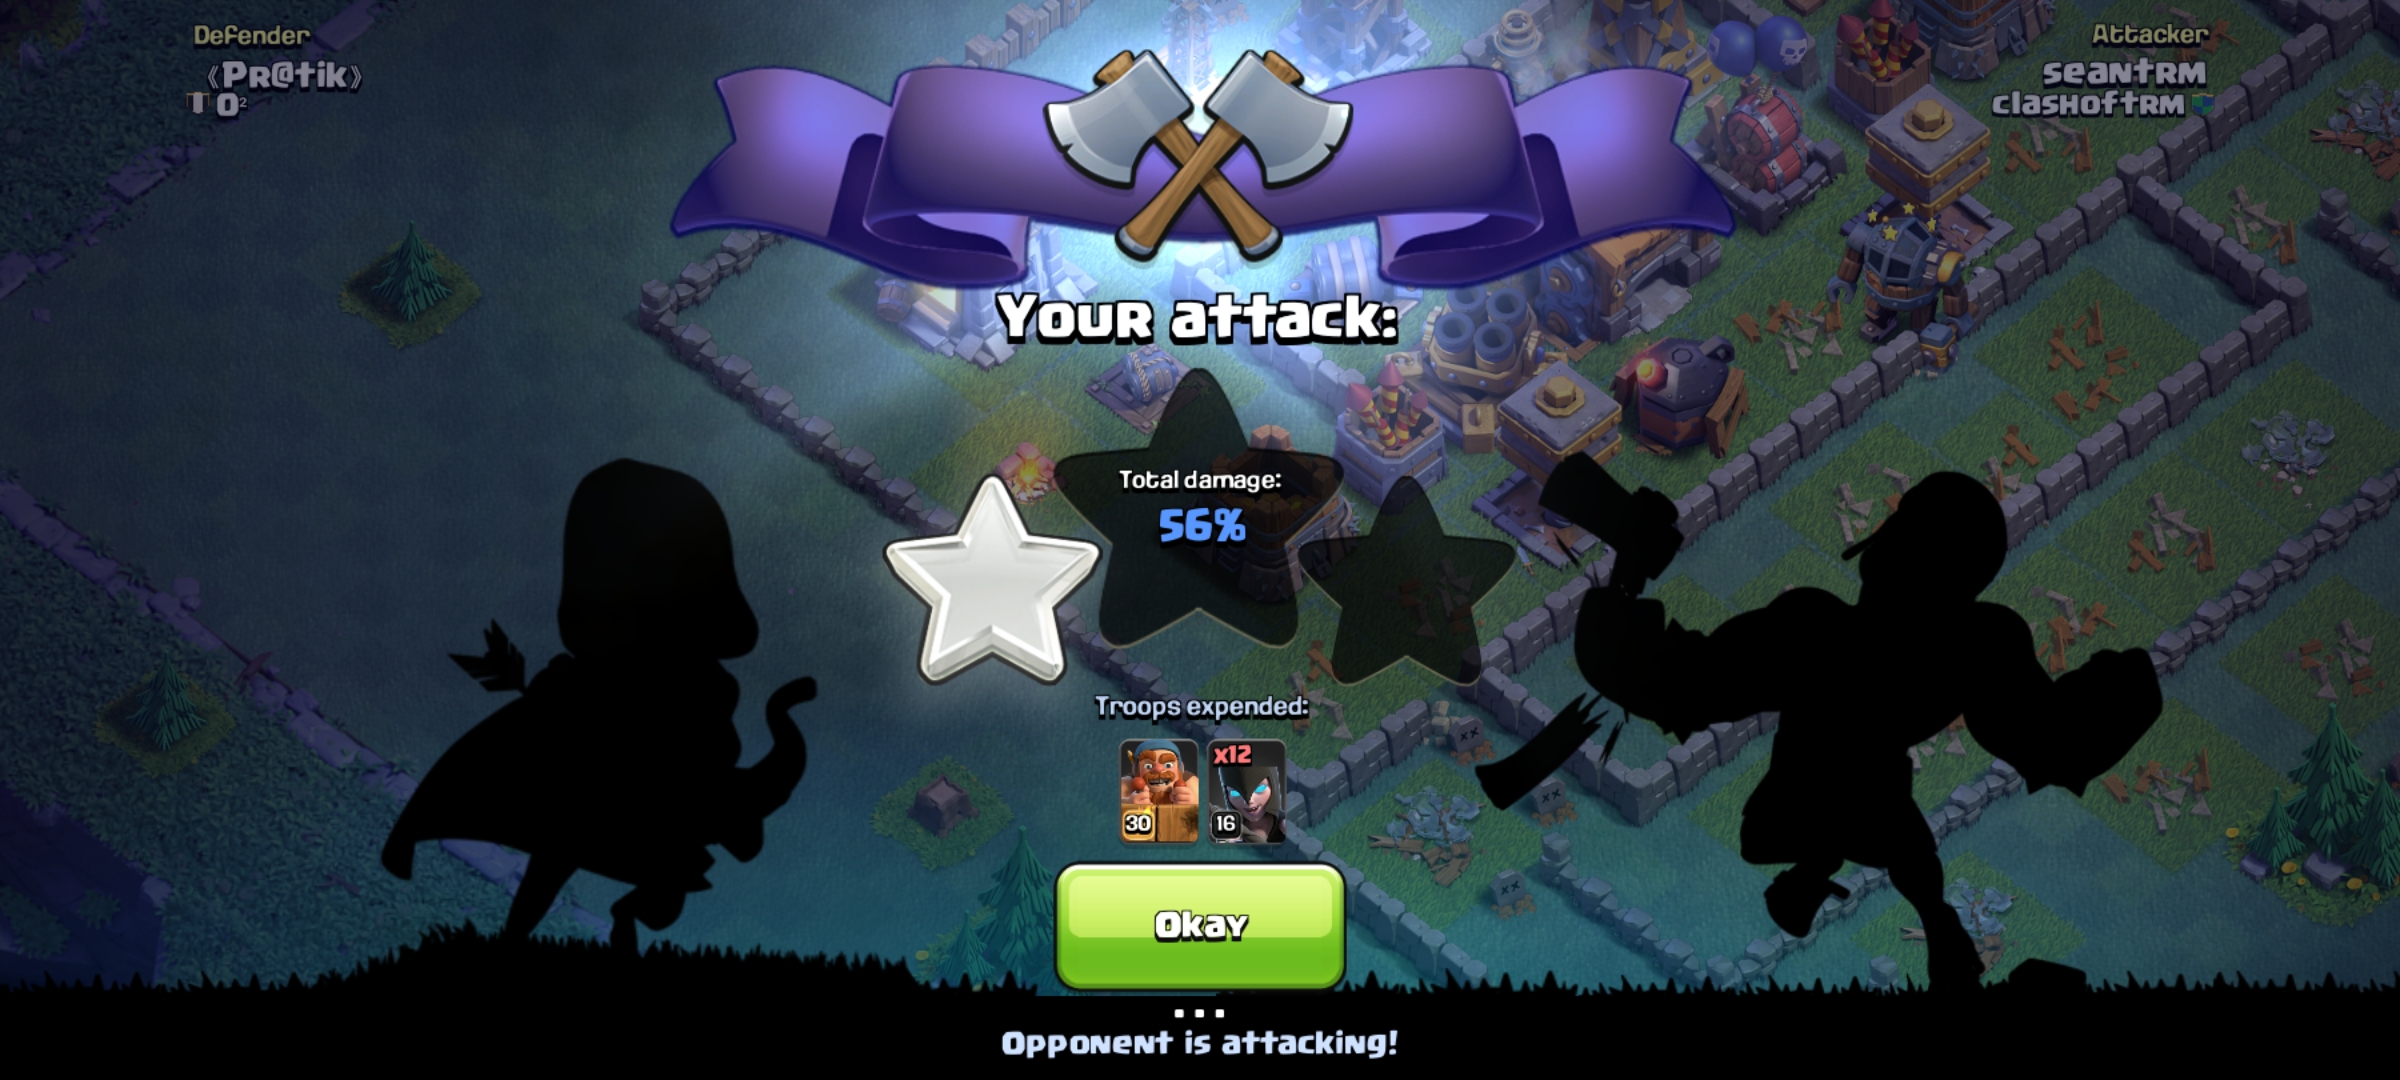 Defender
《Pr@tik》
0²
Attacker
seantrm
clashoftrm
Your attack:
Total damage:
56%
Troops expended:
x12
30
16
Okay
...
Opponent is attacking!